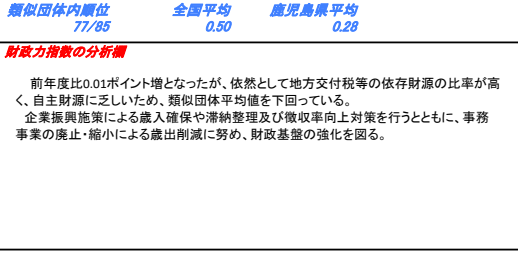 類似団体内順位 全国平均 鹿児島県平均
77/85 0.50 0.28
財政力指数の分析欄
前年度比0.01ポイント増となったが、依然として地方交付税等の依存財源の比率が高
く、自主財源に乏しいため、類似団体平均値を下回っている。
企業振興施策による歳入確保や滞納整理及び徴収率向上対策を行うとともに、事務
事業の廃止・縮小による歳出削減に努め、財政基盤の強化を図る。